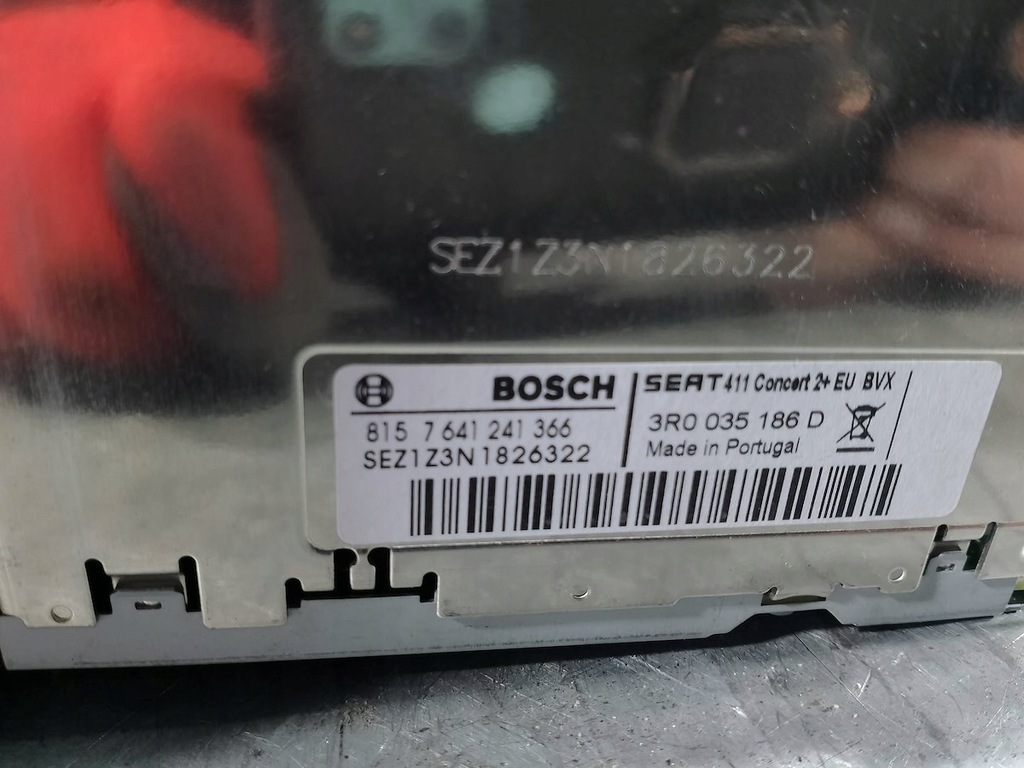 SEZ1Z3N1826322
BOSCH
815 7 641 241 366
SEZ1Z3N1826322
SEAT 411 Concert 2+ EU BVX
3R0 035 186 D
Made in Portugal